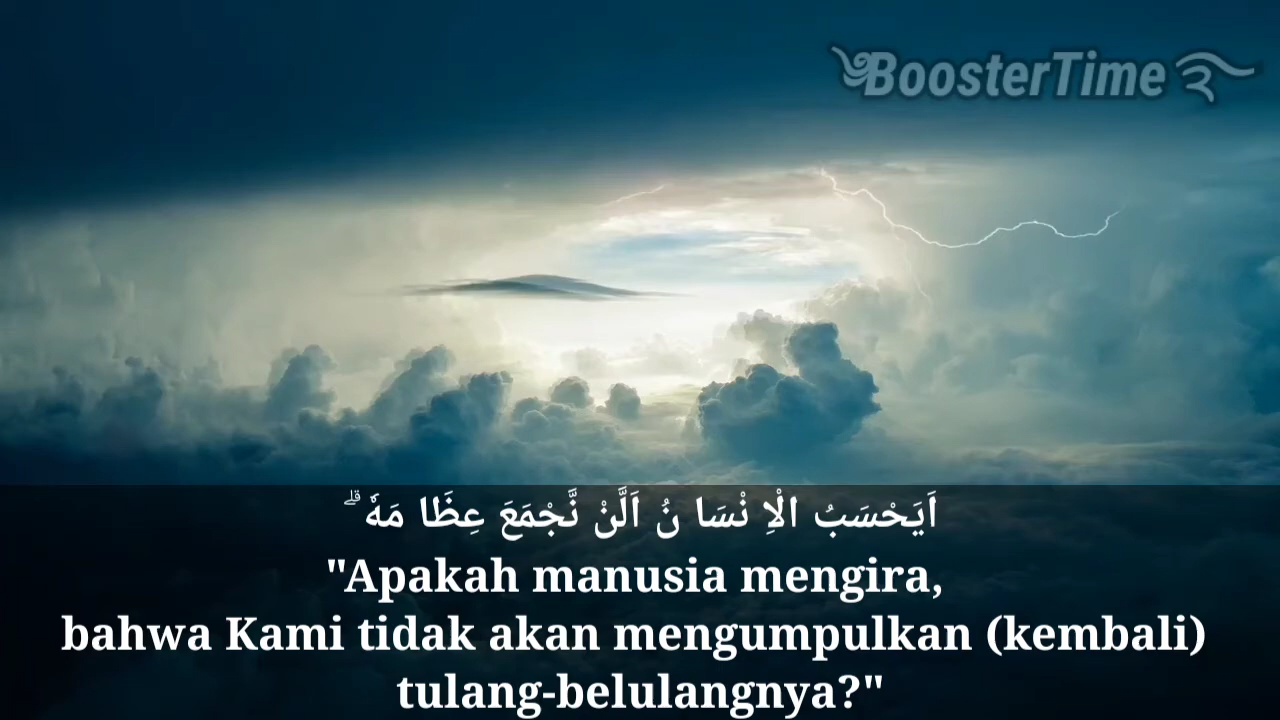 BoosterTime
اَيَحْسَبُ الْاِ نْسَا نُ اَلَّنْ نَّجْمَعَ عِظَا مَهٗ ۗ
"Apakah manusia mengira,
bahwa Kami tidak akan mengumpulkan (kembali)
tulang-belulangnya?"